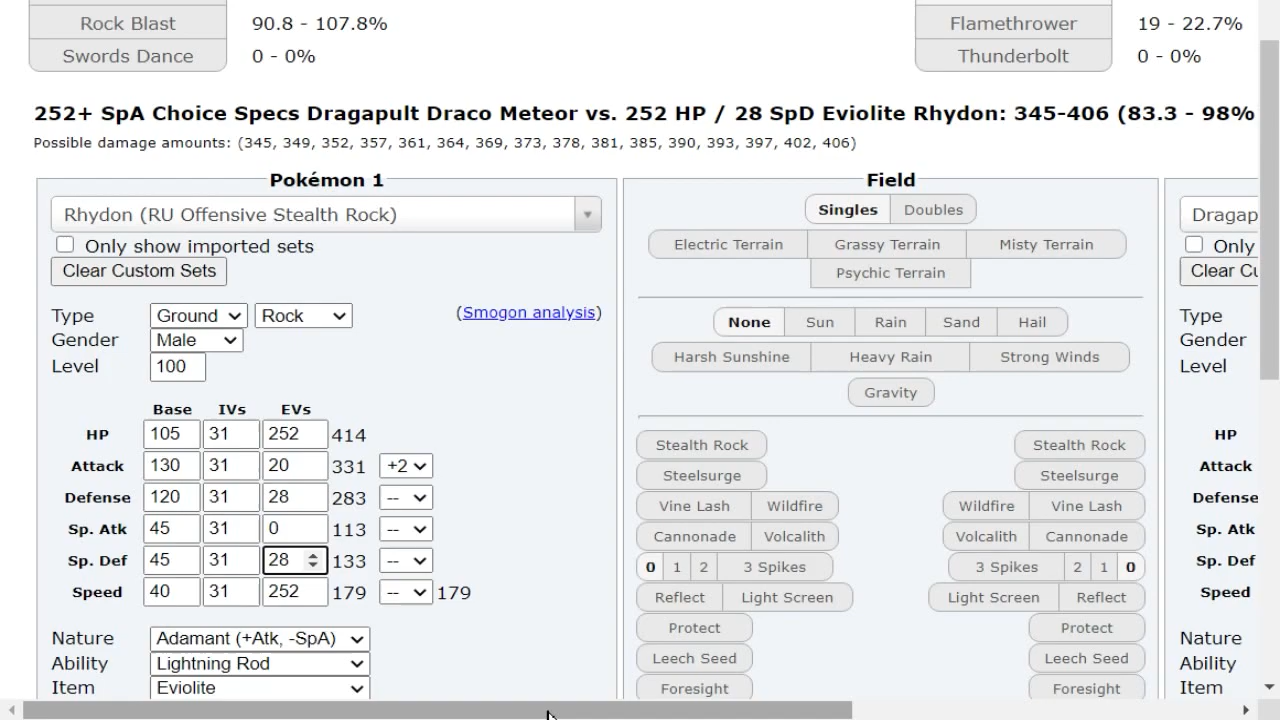 Rock Blast 90.8 - 107.8% Flamethrower 19 - 22.7%
Swords Dance 0 - 0% Thunderbolt 0 - 0%
252+ SpA Choice Specs Dragapult Draco Meteor vs. 252 HP / 28 SpD Eviolite Rhydon: 345-406 (83.3 - 98%
Possible damage amounts: (345, 349, 352, 357, 361, 364, 369, 373, 378, 381, 385, 390, 393, 397, 402, 406)
Pokémon 1
Rhydon (RU Offensive Stealth Rock)
Only show imported sets
Clear Custom Sets
Type Ground Rock (Smogon analysis)
Gender Male
Level 100
Base IVs EVs
HP 105 31 252 414
Attack 130 31 20 331 +2
Defense 120 31 28 283 --
Sp. Atk 45 31 0 113 --
Sp. Def 45 31 28 133 --
Speed 40 31 252 179 -- 179
Nature Adamant (+Atk, -SpA)
Ability Lightning Rod
Item Eviolite
Field
Singles Doubles
Electric Terrain Grassy Terrain Misty Terrain
Psychic Terrain
None Sun Rain Sand Hail
Harsh Sunshine Heavy Rain Strong Winds
Gravity
Stealth Rock Stealth Rock
Steelsurge Steelsurge
Vine Lash Wildfire Wildfire Vine Lash
Cannonade Volcalith Volcalith Cannonade
0 1 2 3 Spikes 3 Spikes 2 1 0
Reflect Light Screen Light Screen Reflect
Protect Protect
Leech Seed Leech Seed
Foresight Foresight
Dragap
Only
Clear Cu
Type
Gender
Level
HP
Attack
Defense
Sp. Atk
Sp. Def
Speed
Nature
Ability
Item